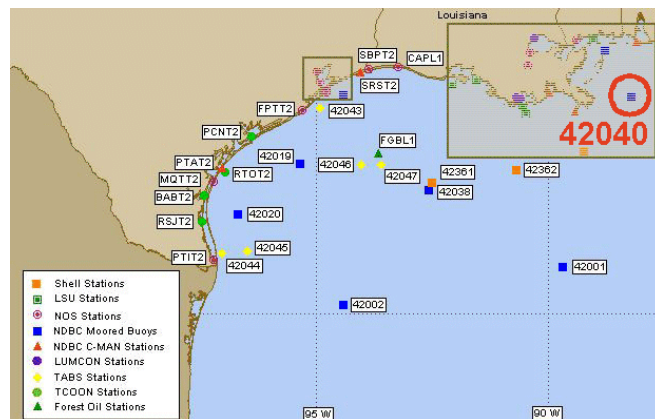 Louisiana
SBPT2
CAPL1
SRST2
42040
FPTT2
42043
PCNT2
FGBL1
PTAT2
42019
42046
42047
42361
42362
MQTT2
RTOT2
42038
BABT2
42020
RSJT2
PTIT2
42045
42044
42001
42002
Shell Stations
LSU Stations
NOS Stations
NDBC Moored Buoys
NDBC C-MAN Stations
LUMCON Stations
TABS Stations
TCOON Stations
Forest Oil Stations
95 W
90 W